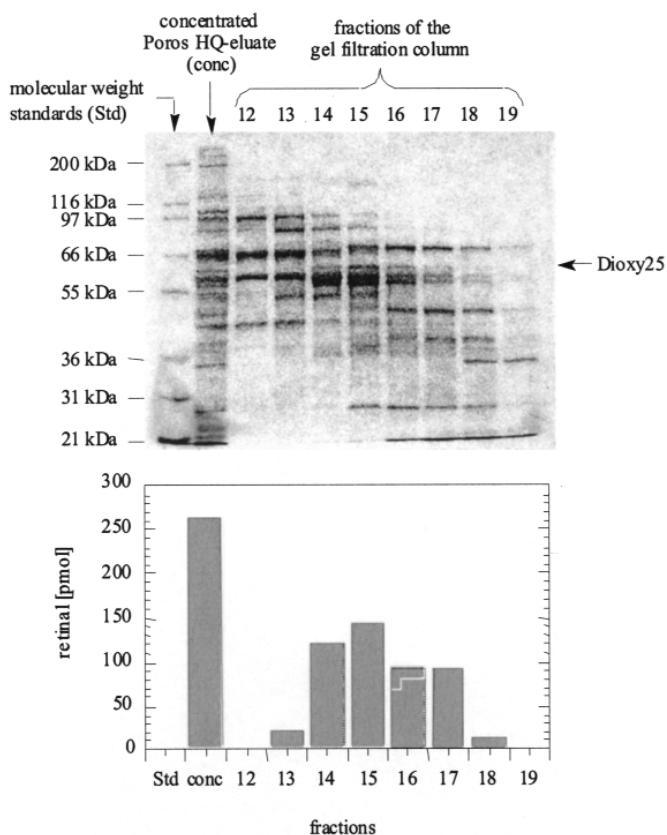 concentrated
Poros HQ-eluate
(conc)
fractions of the
gel filtration column
molecular weight
standards (Std)
12 13 14 15 16 17 18 19
200 kDa
116 kDa
97 kDa
66 kDa
Dioxy25
55 kDa
36 kDa
31 kDa
21 kDa
300
250
200
150
100
50
0
retinal [pmol]
Std conc 12 13 14 15 16 17 18 19
fractions